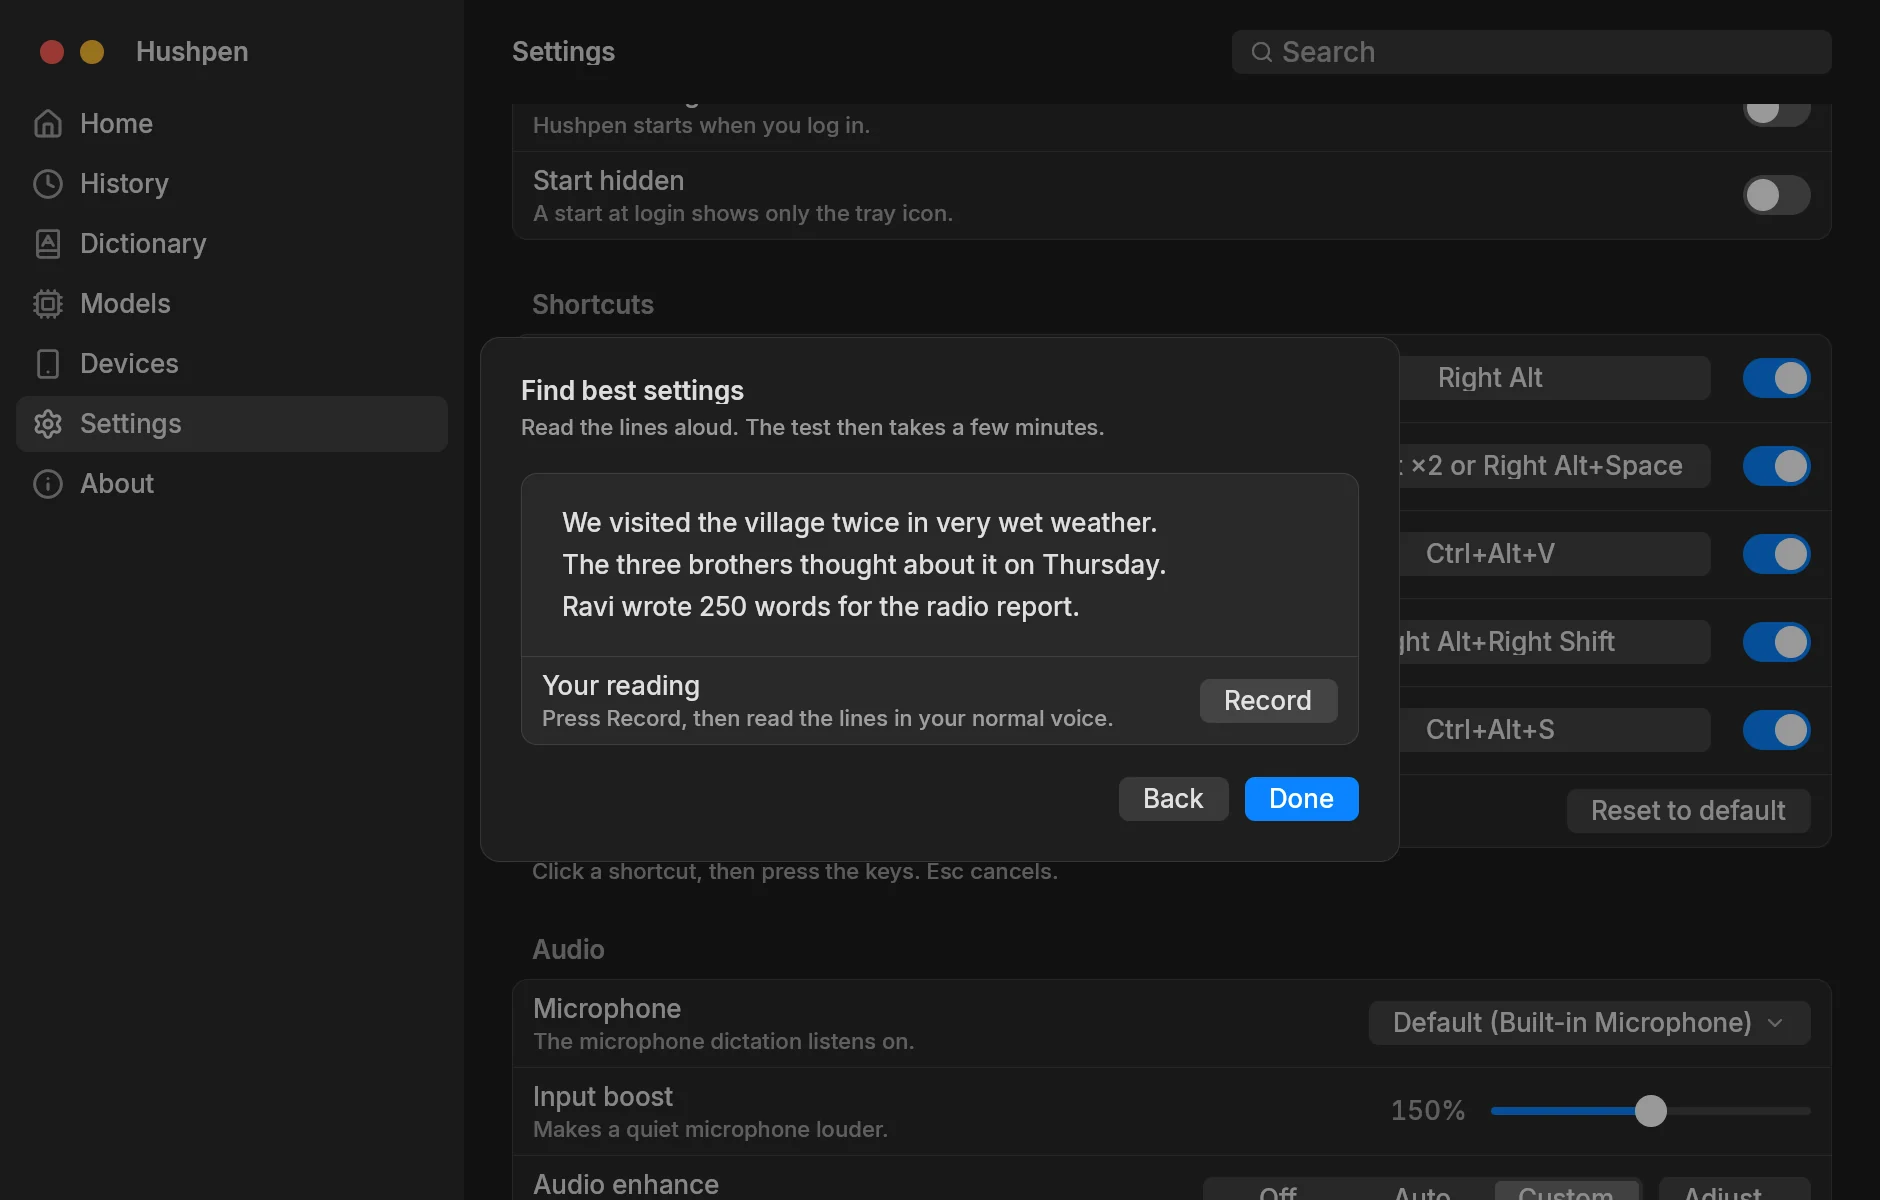 Hushpen
Home
History
Dictionary
Models
Devices
Settings
About
Settings
Search
Hushpen starts when you log in.
Start hidden
A start at login shows only the tray icon.
Shortcuts
Right Alt
×2 or Right Alt+Space
Ctrl+Alt+V
ght Alt+Right Shift
Ctrl+Alt+S
Reset to default
Find best settings
Read the lines aloud. The test then takes a few minutes.
We visited the village twice in very wet weather.
The three brothers thought about it on Thursday.
Ravi wrote 250 words for the radio report.
Your reading
Press Record, then read the lines in your normal voice.
Record
Back
Done
Click a shortcut, then press the keys. Esc cancels.
Audio
Microphone
The microphone dictation listens on.
Default (Built-in Microphone)
Input boost
Makes a quiet microphone louder.
150%
Audio enhance
Off
Auto
Custom
Adjust